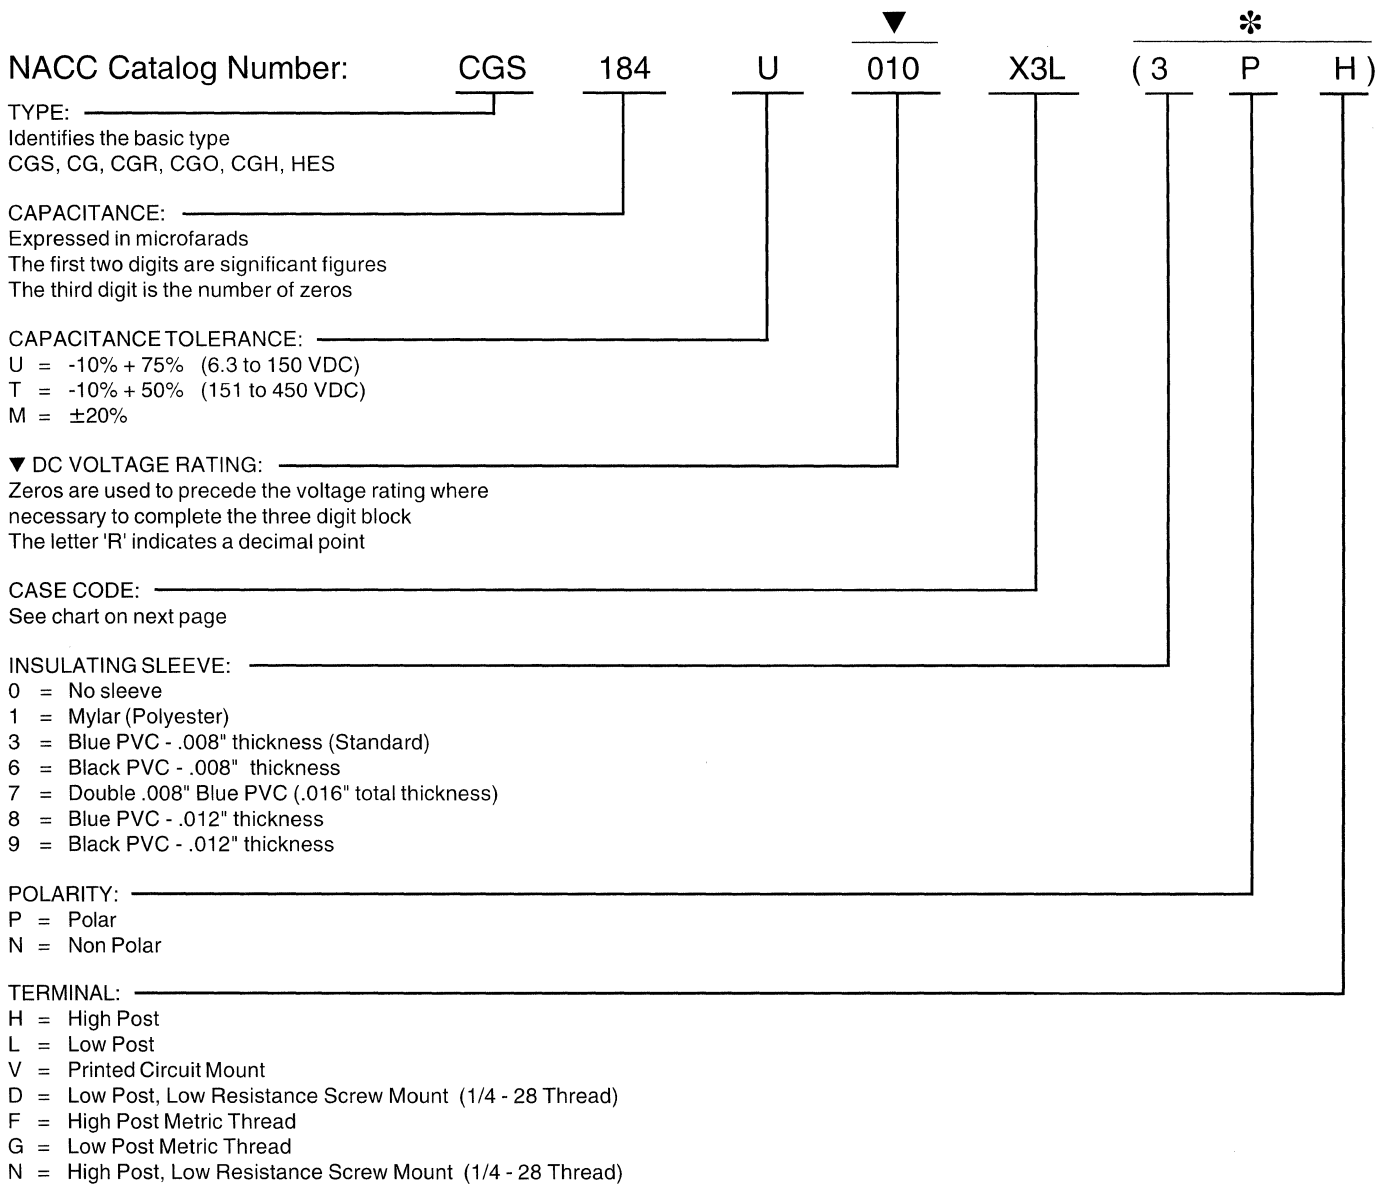 ▼ *
NACC Catalog Number: CGS 184 U 010 X3L ( 3 P H )
TYPE:
Identifies the basic type
CGS, CG, CGR, CGO, CGH, HES
CAPACITANCE:
Expressed in microfarads
The first two digits are significant figures
The third digit is the number of zeros
CAPACITANCE TOLERANCE:
U = -10% + 75% (6.3 to 150 VDC)
T = -10% + 50% (151 to 450 VDC)
M = ±20%
▼ DC VOLTAGE RATING:
Zeros are used to precede the voltage rating where
necessary to complete the three digit block
The letter 'R' indicates a decimal point
CASE CODE:
See chart on next page
INSULATING SLEEVE:
0 = No sleeve
1 = Mylar (Polyester)
3 = Blue PVC - .008" thickness (Standard)
6 = Black PVC - .008" thickness
7 = Double .008" Blue PVC (.016" total thickness)
8 = Blue PVC - .012" thickness
9 = Black PVC - .012" thickness
POLARITY:
P = Polar
N = Non Polar
TERMINAL:
H = High Post
L = Low Post
V = Printed Circuit Mount
D = Low Post, Low Resistance Screw Mount (1/4 - 28 Thread)
F = High Post Metric Thread
G = Low Post Metric Thread
N = High Post, Low Resistance Screw Mount (1/4 - 28 Thread)